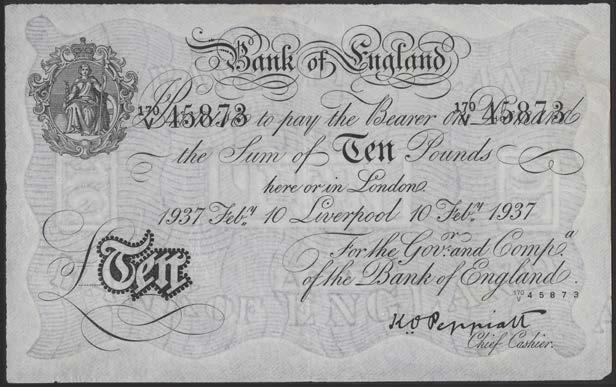 Bank of England
170/V 45873 170/V 45873
I Promise to pay the Bearer on Demand
the Sum of Ten Pounds
here or in London.
1937 Feby. 10 Liverpool 10 Feby. 1937
For the Govr. and Compa.
of the Bank of England.
£ Ten
170/V 45873
K O Peppiatt
Chief Cashier.